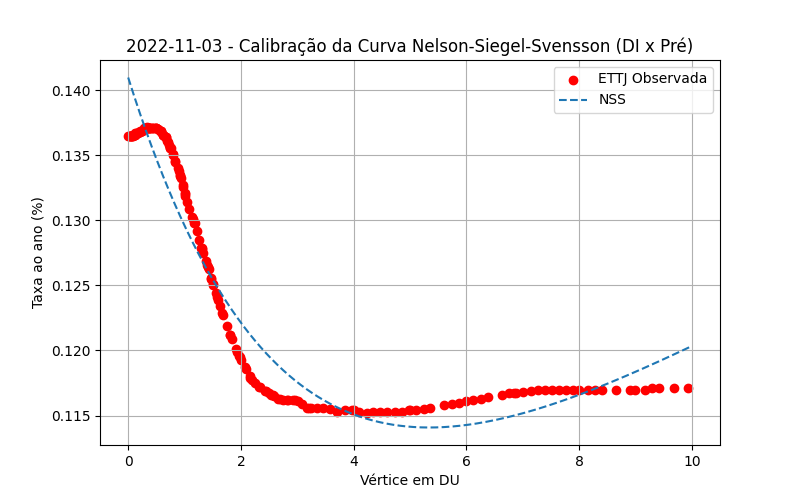 2022-11-03 - Calibração da Curva Nelson-Siegel-Svensson (DI x Pré)
ETTJ Observada
NSS
Taxa ao ano (%)
0.140
0.135
0.130
0.125
0.120
0.115
0 2 4 6 8 10
Vértice em DU